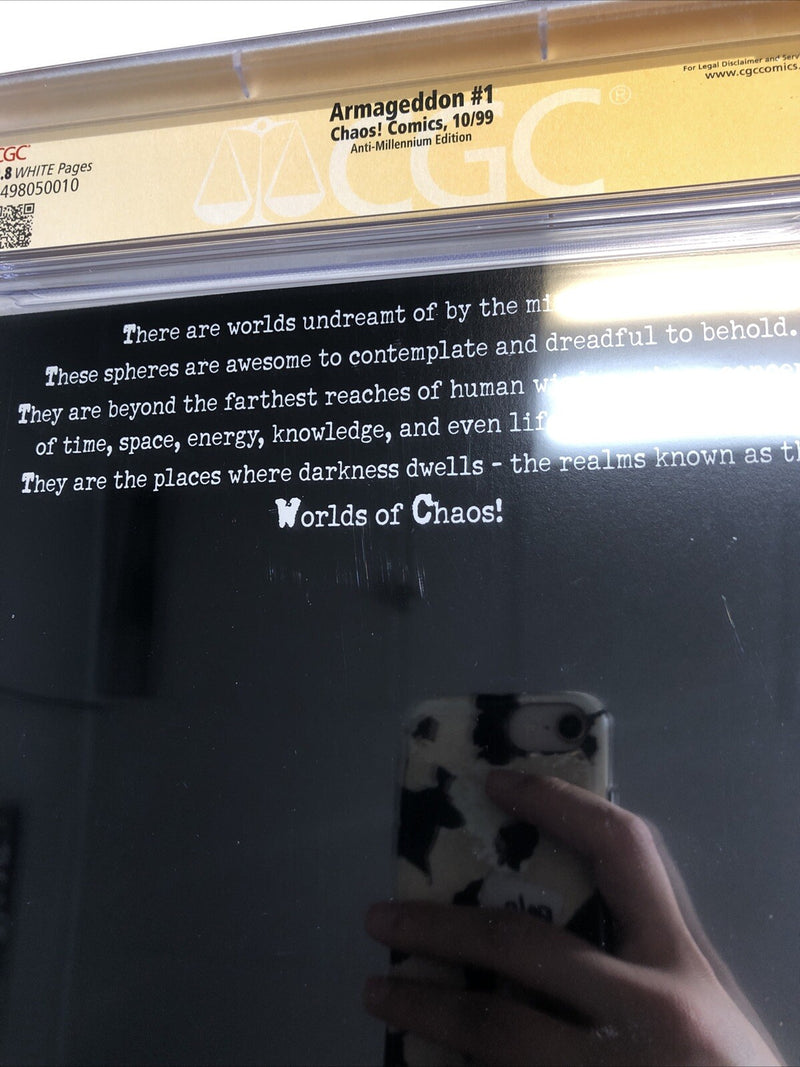 For Legal Disclaimer and Serv
www.cgccomics.
Armageddon #1
Chaos! Comics, 10/99
Anti-Millennium Edition
CGC
CGC
®
.8 WHITE Pages
498050010
There are worlds undreamt of by the
These spheres are awesome to contemplate and dreadful to behold.
They are beyond the farthest reaches of human
of time, space, energy, knowledge, and even
They are the places where darkness dwells - the realms known as
Worlds of Chaos!